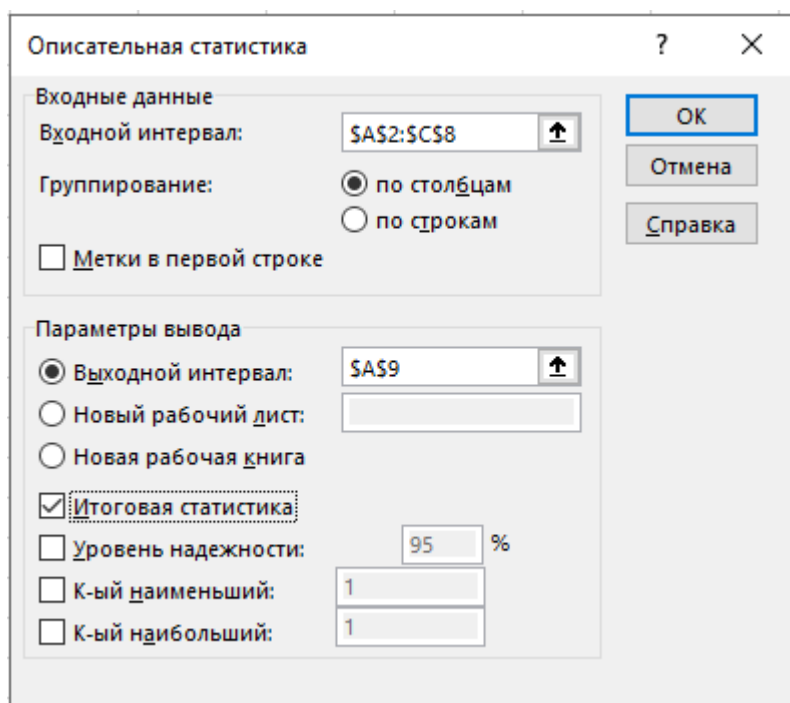 Описательная статистика
Входные данные
Входной интервал: $A$2:$C$8
Группирование: по столбцам
по строкам
Метки в первой строке
Параметры вывода
Выходной интервал: $A$9
Новый рабочий лист:
Новая рабочая книга
Итоговая статистика
Уровень надежности: 95 %
К-ый наименьший: 1
К-ый наибольший: 1
ОК
Отмена
Справка